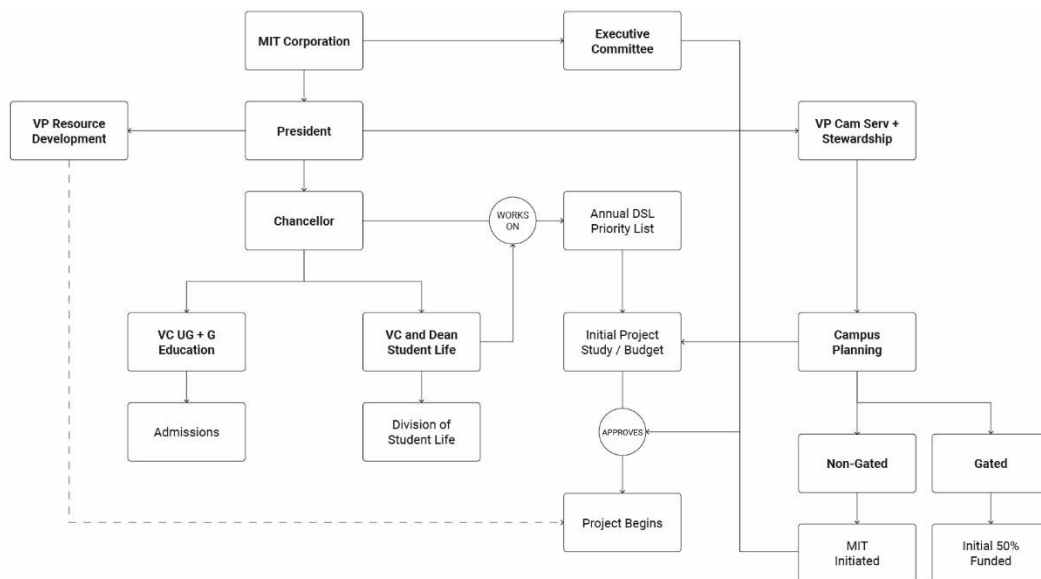 MIT Corporation
Executive
Committee
VP Resource
Development
President
VP Cam Serv +
Stewardship
Chancellor
WORKS
ON
Annual DSL
Priority List
VC UG + G
Education
VC and Dean
Student Life
Initial Project
Study / Budget
Campus
Planning
Admissions
Division of
Student Life
APPROVES
Non-Gated
Gated
Project Begins
MIT
Initiated
Initial 50%
Funded